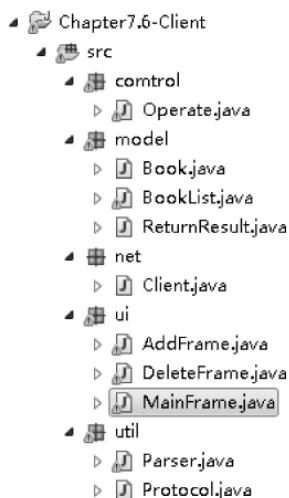 Chapter7.6-Client
src
comtrol
Operate.java
model
Book.java
BookList.java
ReturnResult.java
net
Client.java
ui
AddFrame.java
DeleteFrame.java
MainFrame.java
util
Parser.java
Protocol.java